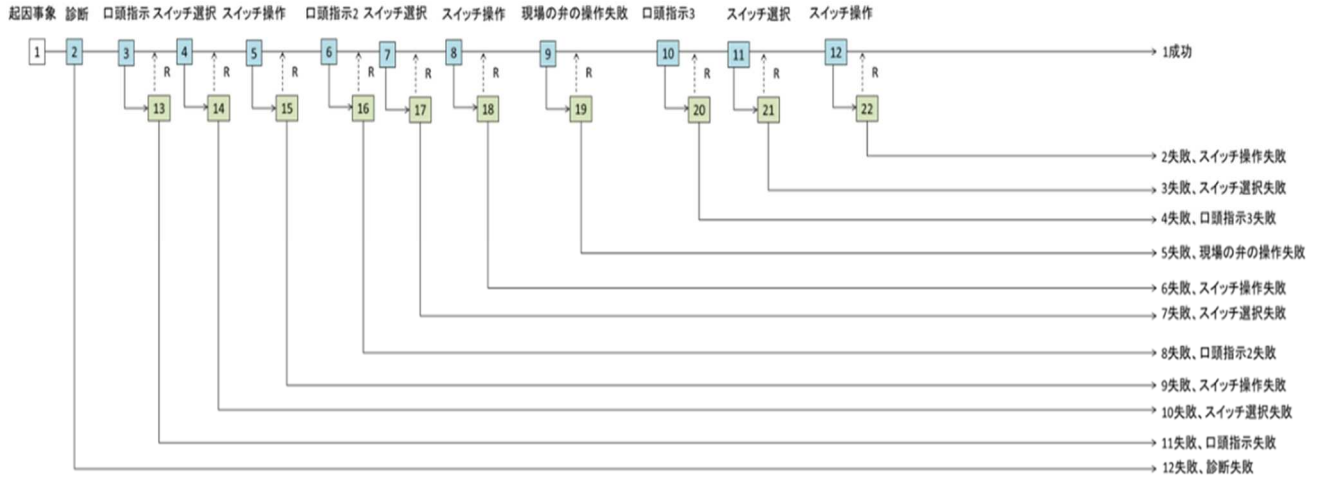 起因事象 診断 口頭指示 スイッチ選択 スイッチ操作 口頭指示2 スイッチ選択 スイッチ操作 現場の弁の操作失敗 口頭指示3 スイッチ選択 スイッチ操作
1 2 3 4 5 6 7 8 9 10 11 12 1成功
R R R R R R R R R R
13 14 15 16 17 18 19 20 21 22
2失敗、スイッチ操作失敗
3失敗、スイッチ選択失敗
4失敗、口頭指示3失敗
5失敗、現場の弁の操作失敗
6失敗、スイッチ操作失敗
7失敗、スイッチ選択失敗
8失敗、口頭指示2失敗
9失敗、スイッチ操作失敗
10失敗、スイッチ選択失敗
11失敗、口頭指示失敗
12失敗、診断失敗